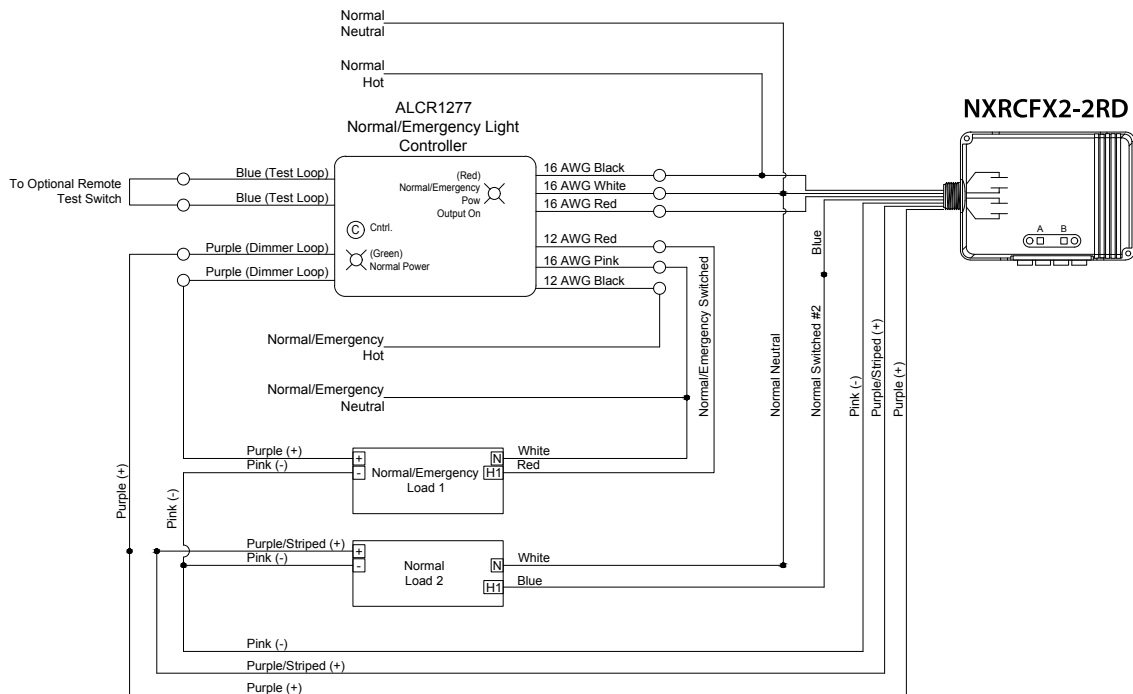 Normal
Neutral
Normal
Hot
ALCR1277
Normal/Emergency Light
Controller
NXRCFX2-2RD
To Optional Remote
Test Switch
Blue (Test Loop)
Blue (Test Loop)
Purple (Dimmer Loop)
Purple (Dimmer Loop)
(Red)
Normal/Emergency
Pow
Output On
C Cntrl.
(Green)
Normal Power
16 AWG Black
16 AWG White
16 AWG Red
12 AWG Red
16 AWG Pink
12 AWG Black
A B
Normal/Emergency
Hot
Normal/Emergency
Neutral
Normal/Emergency Switched
Normal Neutral
Blue
Normal Switched #2
Pink (-)
Purple/Striped (+)
Purple (+)
Purple (+)
Pink (-)
Purple (+)
Pink (-)
+
-
Normal/Emergency
Load 1
N
H1
White
Red
Purple/Striped (+)
Pink (-)
+
-
Normal
Load 2
N
H1
White
Blue
Pink (-)
Purple/Striped (+)
Purple (+)